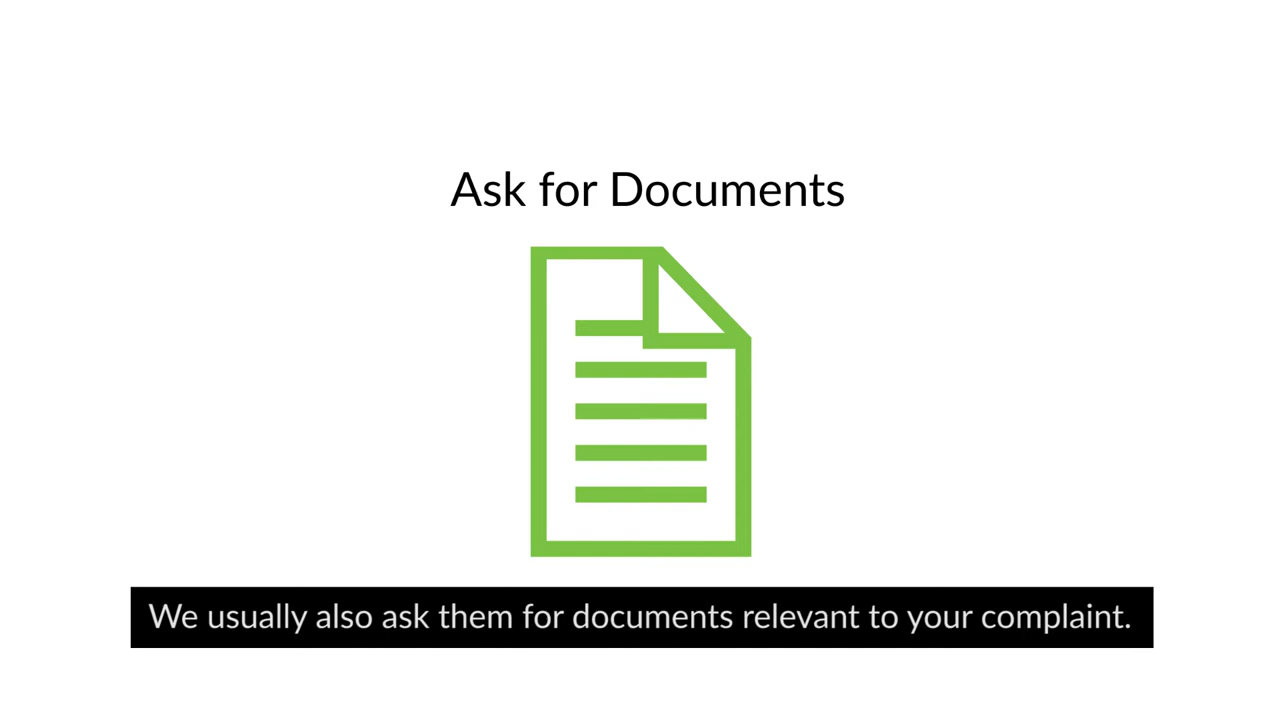 Ask for Documents
We usually also ask them for documents relevant to your complaint.